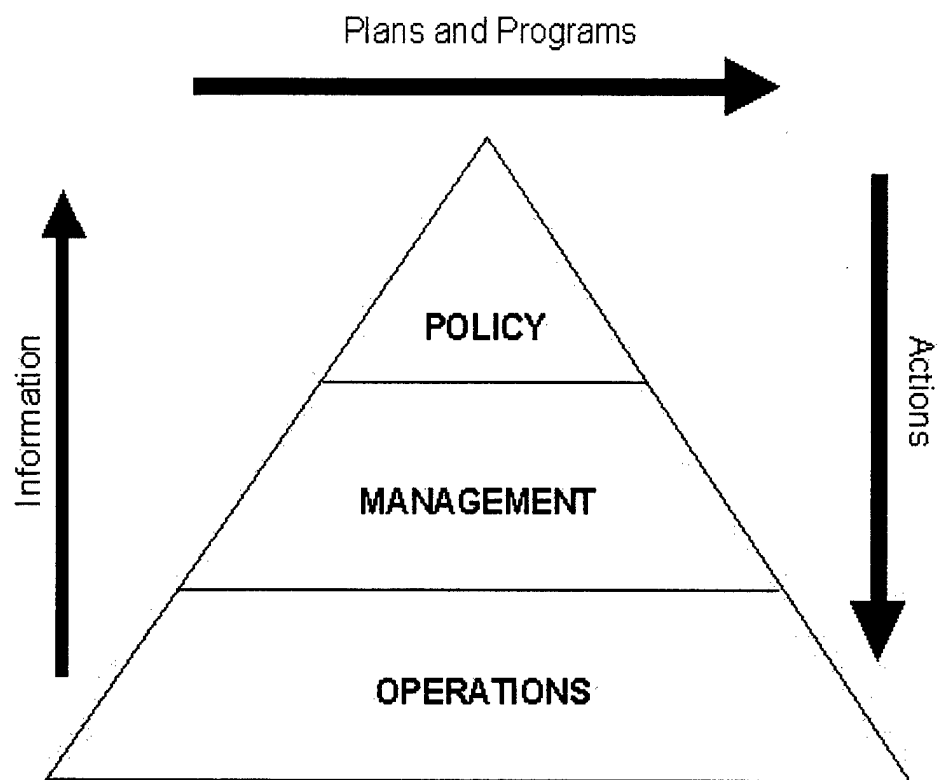 Plans and Programs
Information
POLICY
Actions
MANAGEMENT
OPERATIONS